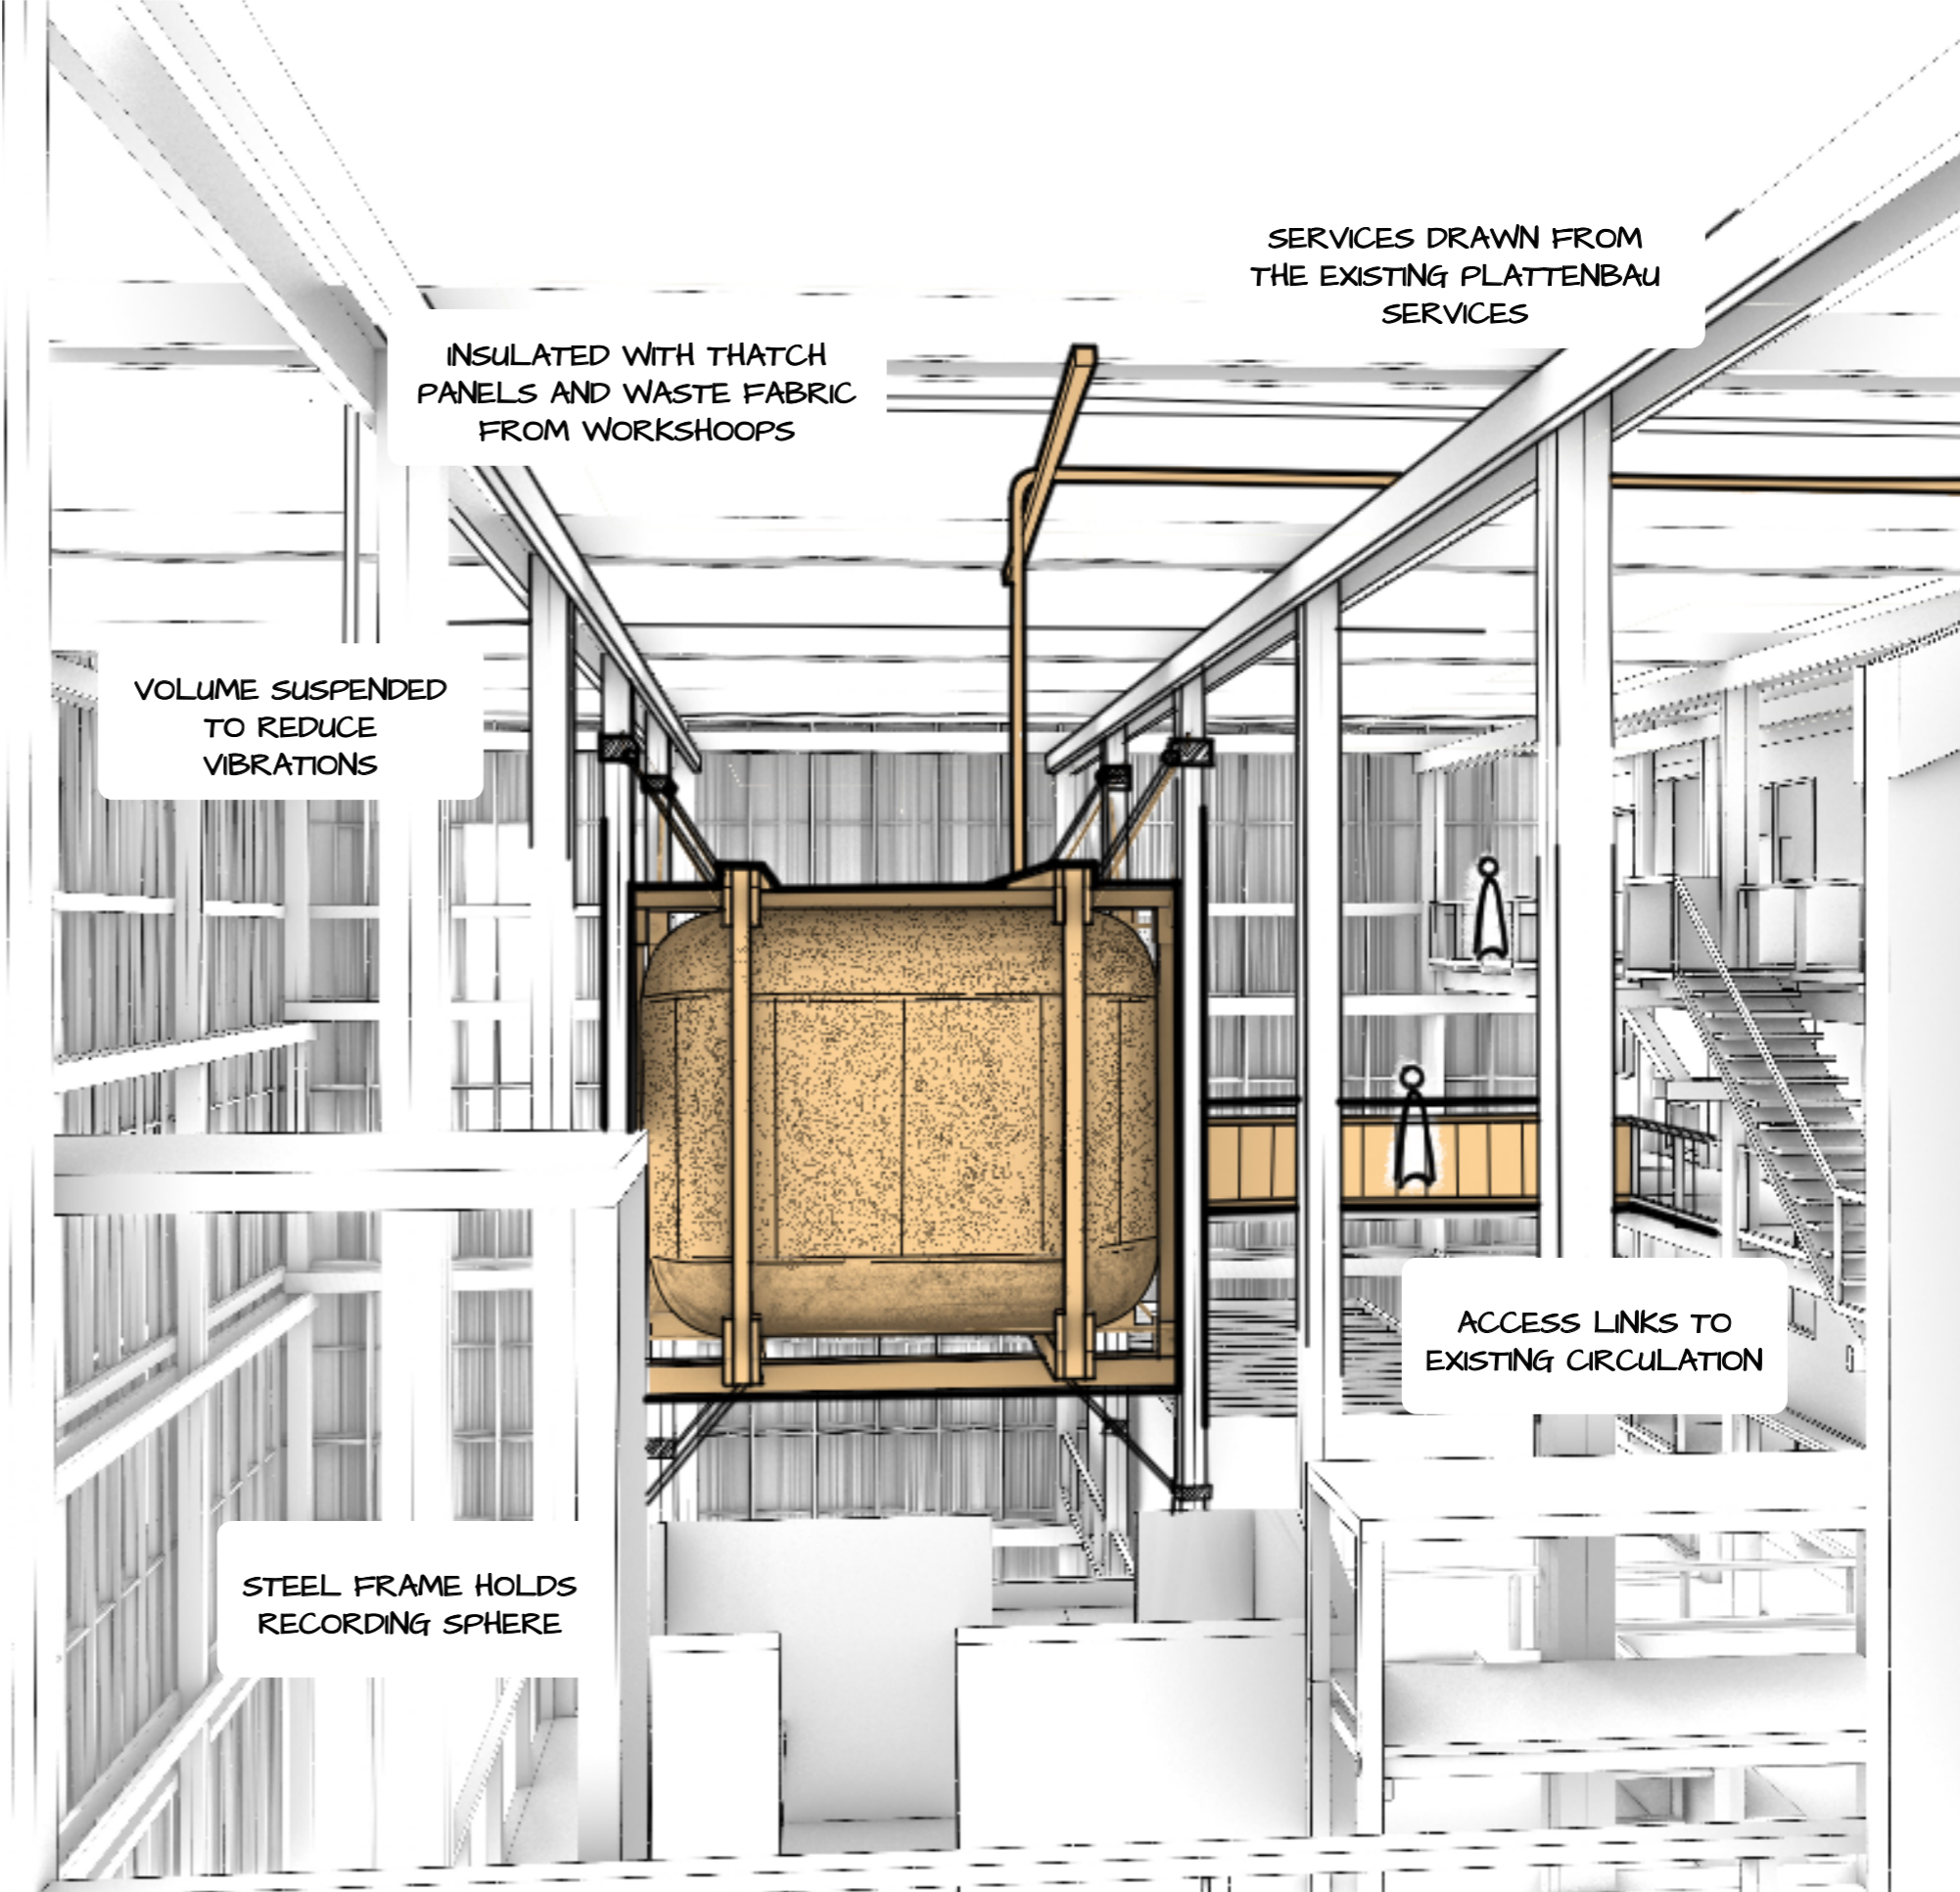 SERVICES DRAWN FROM
THE EXISTING PLATTENBAU
SERVICES
INSULATED WITH THATCH
PANELS AND WASTE FABRIC
FROM WORKSHOOPS
VOLUME SUSPENDED
TO REDUCE
VIBRATIONS
ACCESS LINKS TO
EXISTING CIRCULATION
STEEL FRAME HOLDS
RECORDING SPHERE